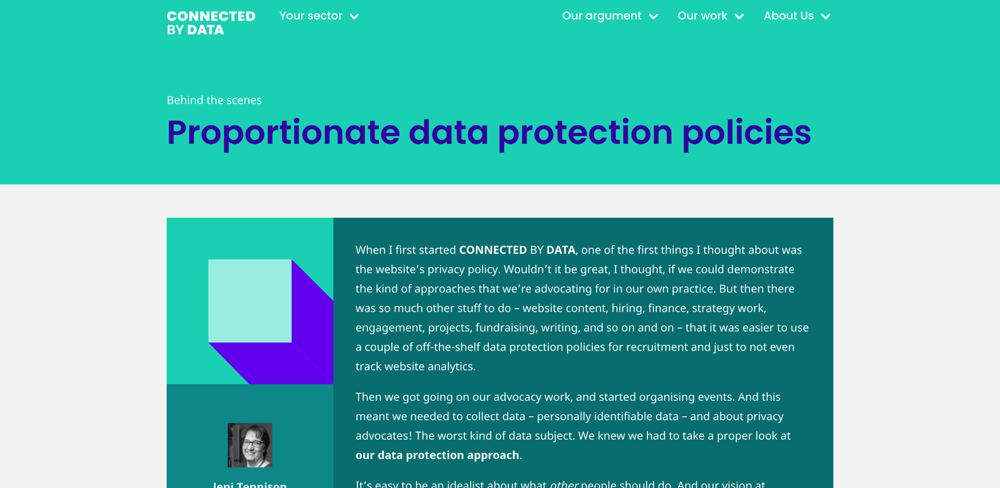 CONNECTED
BY DATA
Your sector
Our argument
Our work
About Us
Behind the scenes
Proportionate data protection policies
When I first started CONNECTED BY DATA, one of the first things I thought about was
the website’s privacy policy. Wouldn’t it be great, I thought, if we could demonstrate
the kind of approaches that we’re advocating for in our own practice. But then there
was so much other stuff to do – website content, hiring, finance, strategy work,
engagement, projects, fundraising, writing, and so on and on – that it was easier to use
a couple of off-the-shelf data protection policies for recruitment and just to not even
track website analytics.
Then we got going on our advocacy work, and started organising events. And this
meant we needed to collect data – personally identifiable data – and about privacy
advocates! The worst kind of data subject. We knew we had to take a proper look at
our data protection approach.
It’s easy to be an idealist about what other people should do. And our vision at
Jeni Tennison